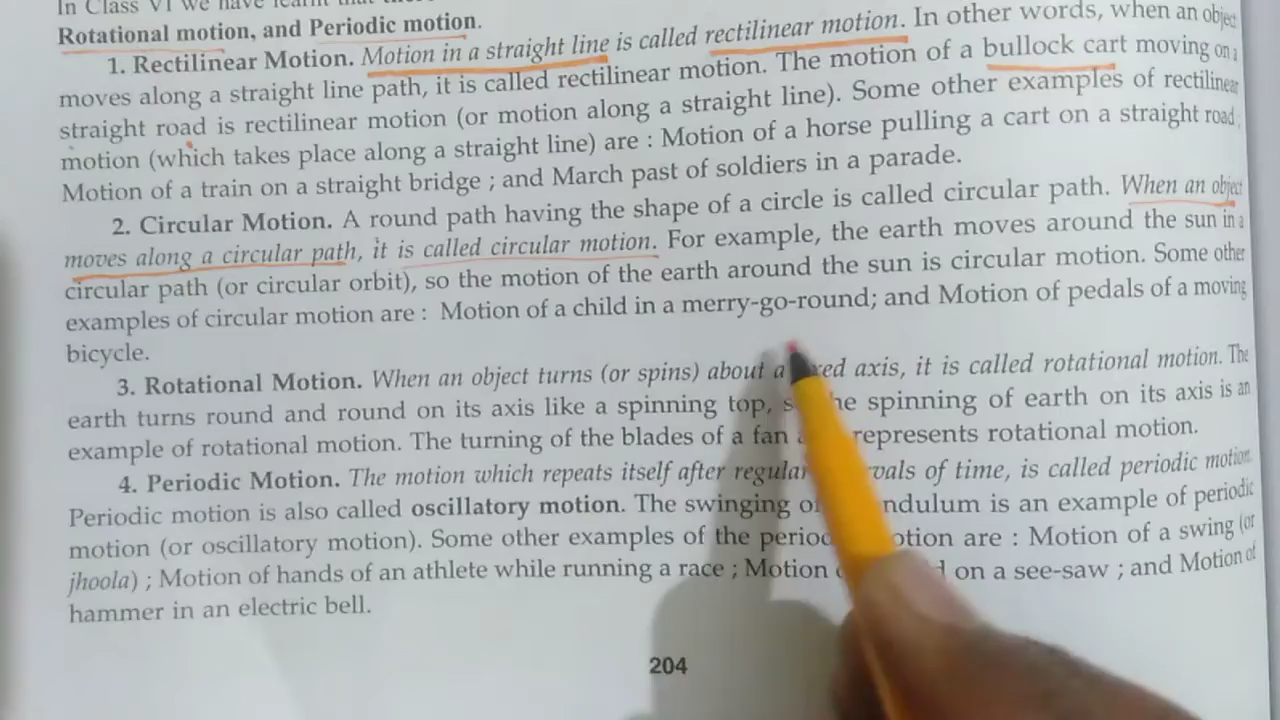 In Class VI we have learnt that
Rotational motion, and Periodic motion.
1. Rectilinear Motion. Motion in a straight line is called rectilinear motion. In other words, when an object
moves along a straight line path, it is called rectilinear motion. The motion of a bullock cart moving on a
straight road is rectilinear motion (or motion along a straight line). Some other examples of rectilinear
motion (which takes place along a straight line) are : Motion of a horse pulling a cart on a straight road ;
Motion of a train on a straight bridge ; and March past of soldiers in a parade.
2. Circular Motion. A round path having the shape of a circle is called circular path. When an object
moves along a circular path, it is called circular motion. For example, the earth moves around the sun in a
circular path (or circular orbit), so the motion of the earth around the sun is circular motion. Some other
examples of circular motion are : Motion of a child in a merry-go-round; and Motion of pedals of a moving
bicycle.
3. Rotational Motion. When an object turns (or spins) about a axis, it is called rotational motion. The
earth turns round and round on its axis like a spinning top, the spinning of earth on its axis is an
example of rotational motion. The turning of the blades of a fan represents rotational motion.
4. Periodic Motion. The motion which repeats itself after regular of time, is called periodic motion.
Periodic motion is also called oscillatory motion. The swinging of pendulum is an example of periodic
motion (or oscillatory motion). Some other examples of the motion are : Motion of a swing (or
jhoola) ; Motion of hands of an athlete while running a race ; Motion on a see-saw ; and Motion of
hammer in an electric bell.
204